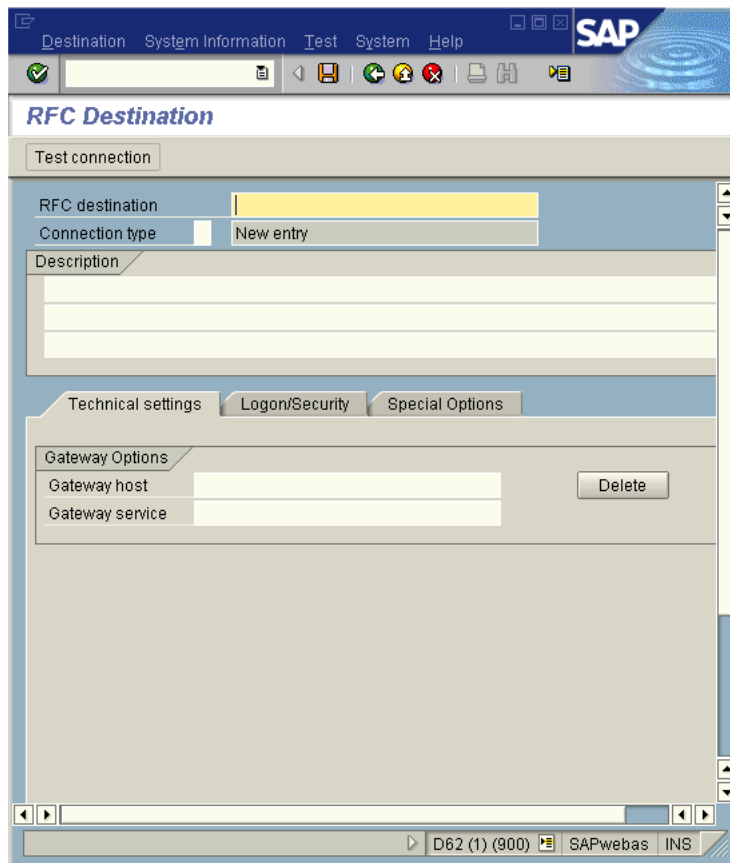 Destination System Information Test System Help
SAP
RFC Destination
Test connection
RFC destination
Connection type New entry
Description
Technical settings Logon/Security Special Options
Gateway Options
Gateway host Delete
Gateway service
D62 (1) (900) SAPwebas INS